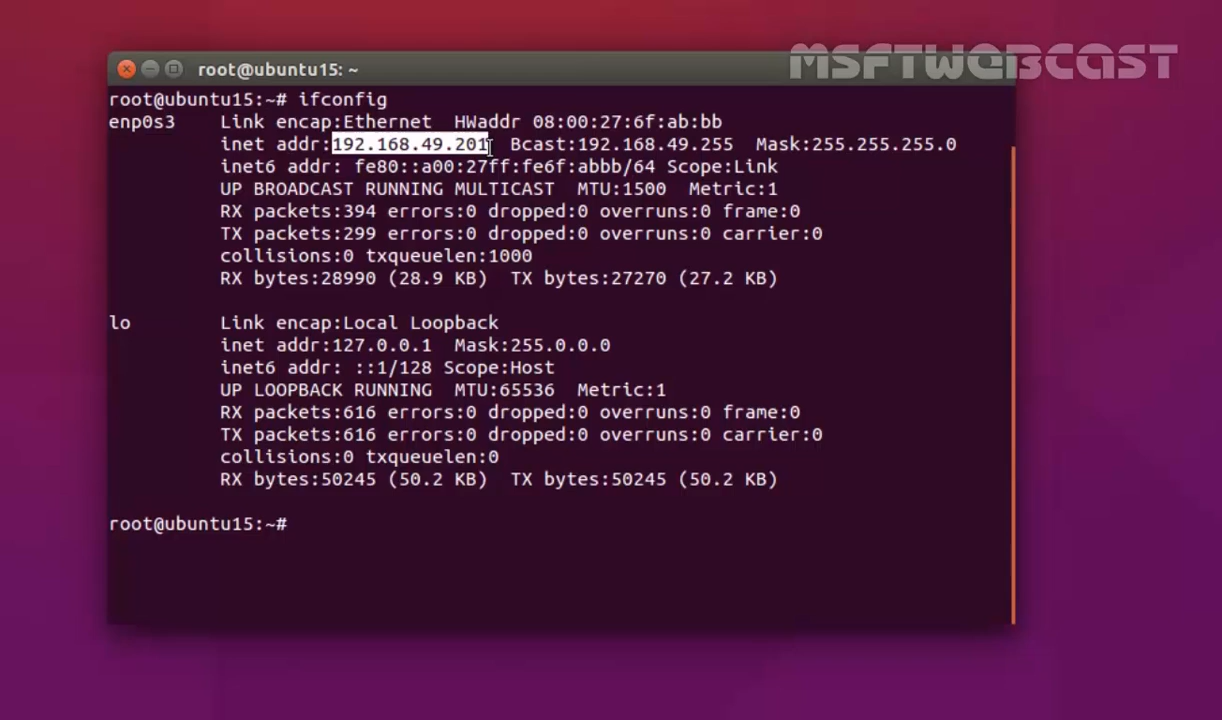 MSFTWEBCAST
root@ubuntu15: ~
root@ubuntu15:~# ifconfig
enp0s3    Link encap:Ethernet  HWaddr 08:00:27:6f:ab:bb
          inet addr:192.168.49.201  Bcast:192.168.49.255  Mask:255.255.255.0
          inet6 addr: fe80::a00:27ff:fe6f:abbb/64 Scope:Link
          UP BROADCAST RUNNING MULTICAST  MTU:1500  Metric:1
          RX packets:394 errors:0 dropped:0 overruns:0 frame:0
          TX packets:299 errors:0 dropped:0 overruns:0 carrier:0
          collisions:0 txqueuelen:1000
          RX bytes:28990 (28.9 KB)  TX bytes:27270 (27.2 KB)
lo        Link encap:Local Loopback
          inet addr:127.0.0.1  Mask:255.0.0.0
          inet6 addr: ::1/128 Scope:Host
          UP LOOPBACK RUNNING  MTU:65536  Metric:1
          RX packets:616 errors:0 dropped:0 overruns:0 frame:0
          TX packets:616 errors:0 dropped:0 overruns:0 carrier:0
          collisions:0 txqueuelen:0
          RX bytes:50245 (50.2 KB)  TX bytes:50245 (50.2 KB)
root@ubuntu15:~#